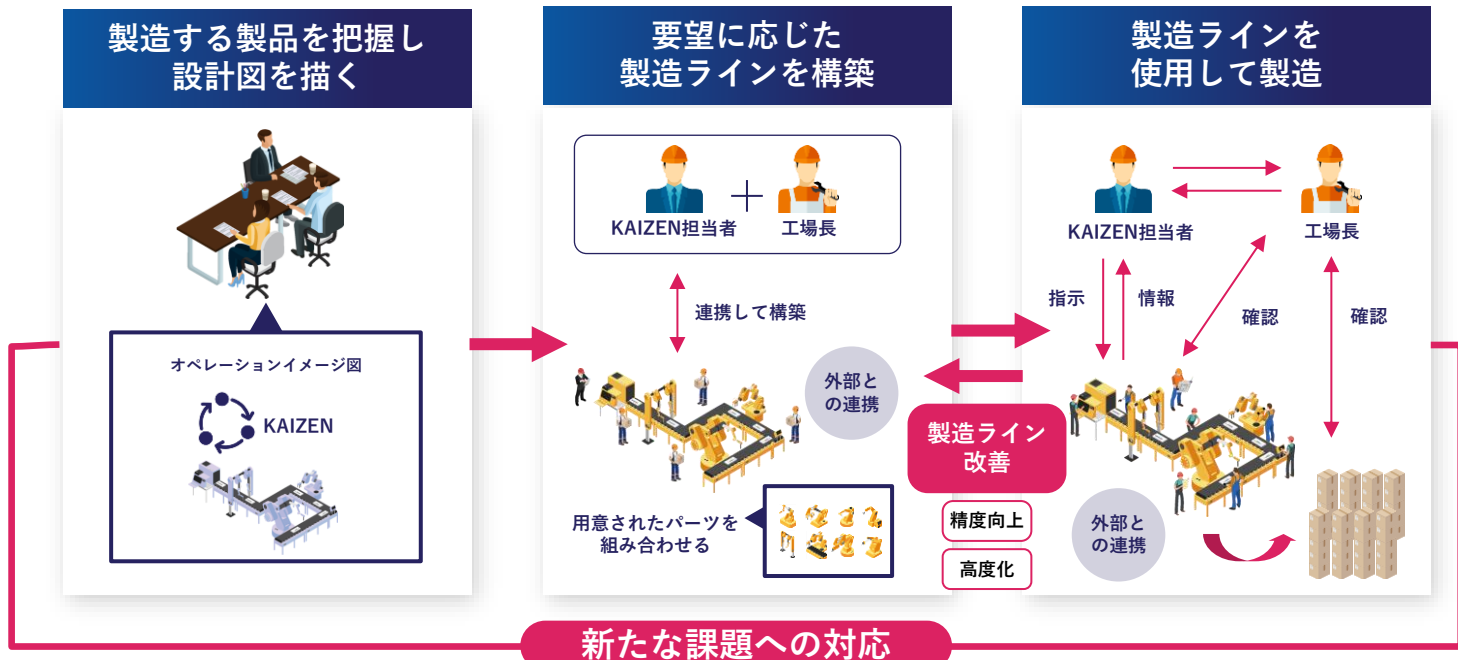 製造する製品を把握し
設計図を描く
オペレーションイメージ図
KAIZEN
要望に応じた
製造ラインを構築
KAIZEN担当者
工場長
連携して構築
外部と
の連携
用意されたパーツを
組み合わせる
製造ライン
改善
精度向上
高度化
製造ラインを
使用して製造
KAIZEN担当者
工場長
指示
情報
確認
確認
外部と
の連携
新たな課題への対応